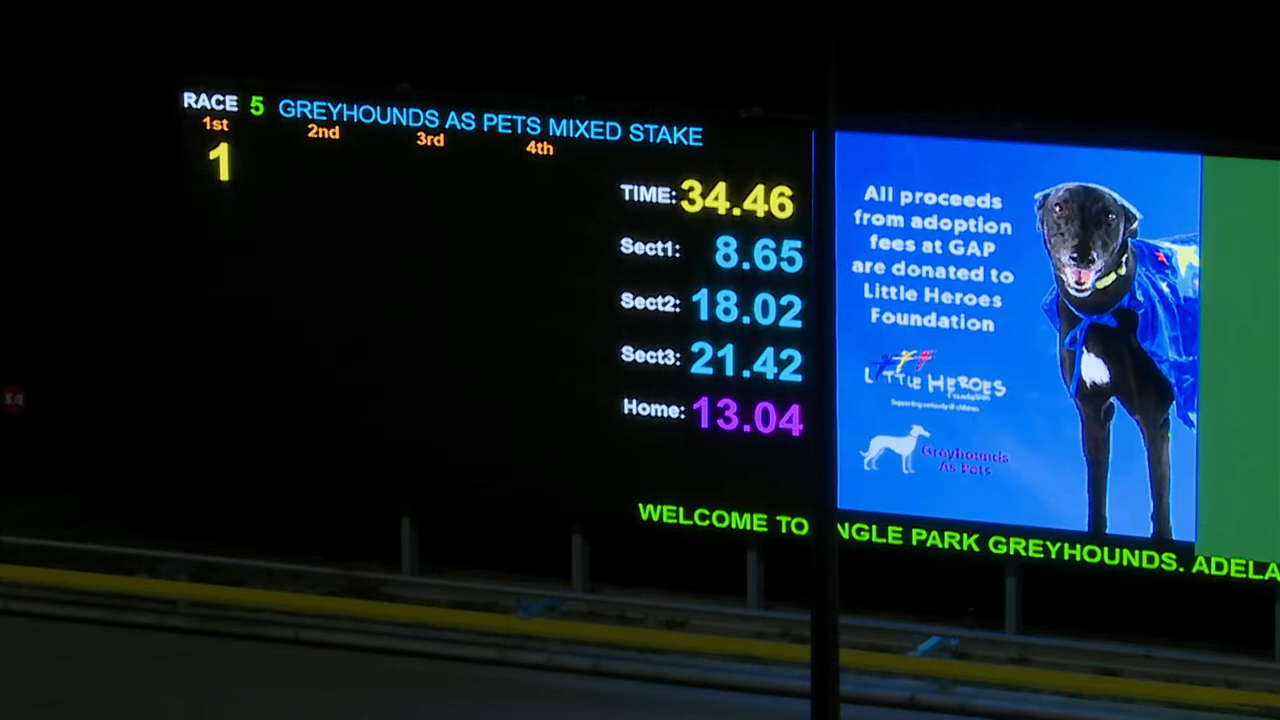 RACE 5 GREYHOUNDS AS PETS MIXED STAKE
1st 2nd 3rd 4th
1
TIME: 34.46
Sect1: 8.65
Sect2: 18.02
Sect3: 21.42
Home: 13.04
All proceeds
from adoption
fees at GAP
are donated to
Little Heroes
Foundation
LITTLE HEROES
Foundation
Greyhounds
As Pets
WELCOME TO NGLE PARK GREYHOUNDS. ADELA
SA